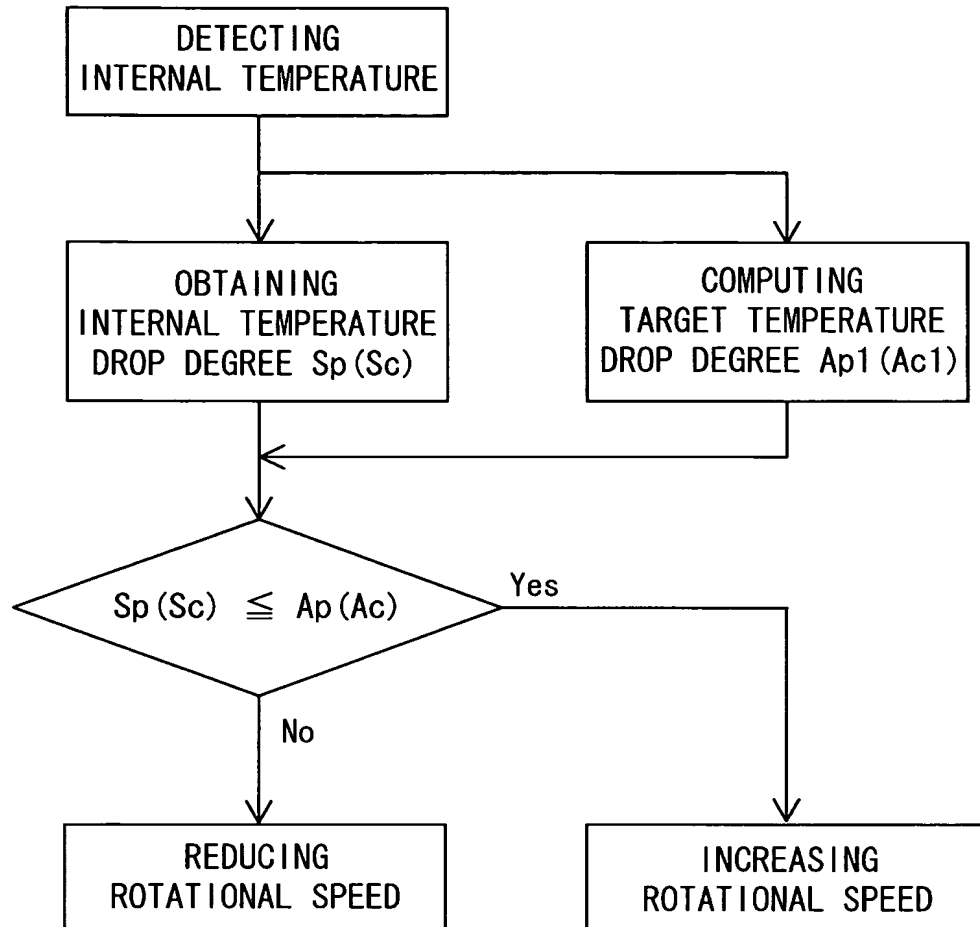 DETECTING
INTERNAL TEMPERATURE
OBTAINING
INTERNAL TEMPERATURE
DROP DEGREE Sp(Sc)
COMPUTING
TARGET TEMPERATURE
DROP DEGREE Ap1(Ac1)
Sp(Sc) ≦ Ap(Ac)
Yes
No
REDUCING
ROTATIONAL SPEED
INCREASING
ROTATIONAL SPEED